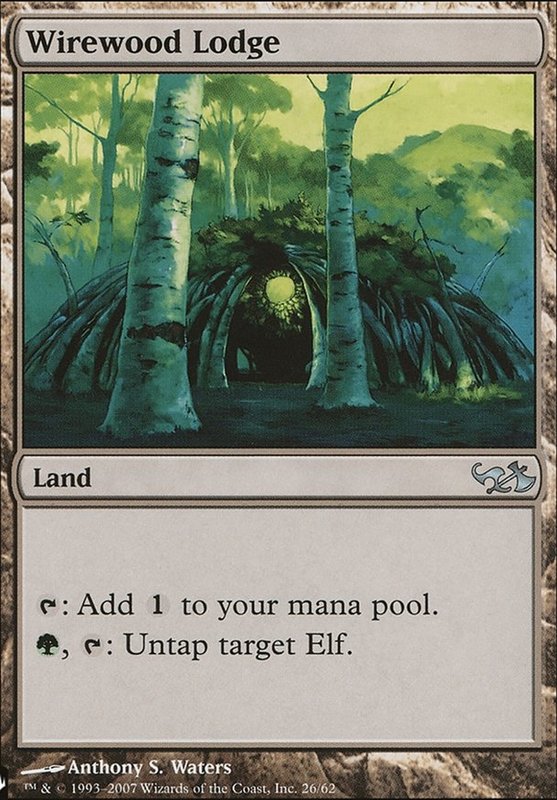 Wirewood Lodge
Land
: Add 1 to your mana pool.
, : Untap target Elf.
Anthony S. Waters
™ & © 1993–2007 Wizards of the Coast, Inc. 26/62